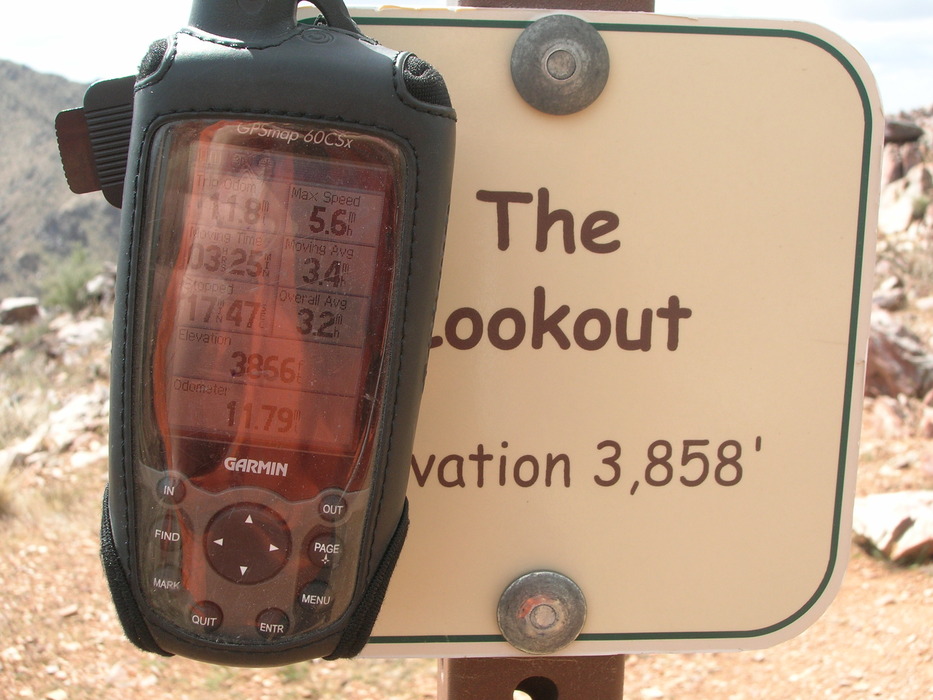 GPSmap 60CSx
Trip Odom
11.8
Max Speed
5.6
Moving Time
03:25
Moving Avg
3.4
Stopped
17:47
Overall Avg
3.2
Elevation
3866
Odometer
11.79
GARMIN
IN
OUT
FIND
PAGE
MARK
MENU
QUIT
ENTR
The
Lookout
vation 3,858'